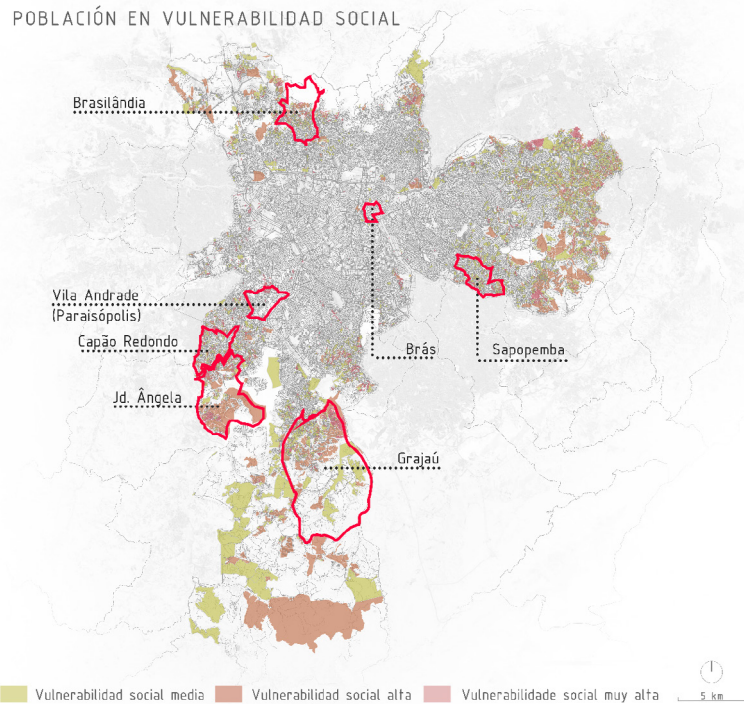 POBLACIÓN EN VULNERABILIDAD SOCIAL
Brasilândia
Vila Andrade
(Paraisópolis)
Capão Redondo
Brás
Sapopemba
Jd. Ângela
Grajaú
Vulnerabilidad social media
Vulnerabilidad social alta
Vulnerabilidade social muy alta
5 km